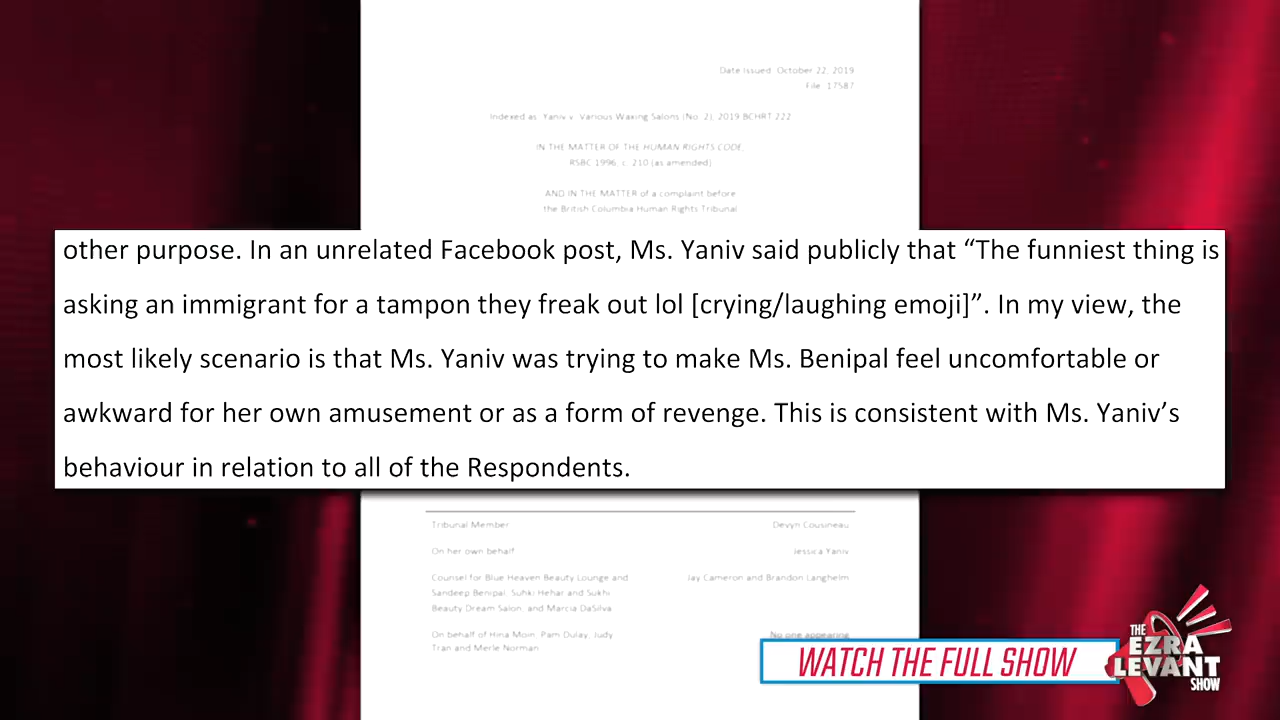 Date Issued: October 22, 2019
File: 17587
Indexed as: Yaniv v. Various Waxing Salons (No. 2), 2019 BCHRT 222
IN THE MATTER OF THE HUMAN RIGHTS CODE,
RSBC 1996, c. 210 (as amended)
AND IN THE MATTER of a complaint before
the British Columbia Human Rights Tribunal
other purpose. In an unrelated Facebook post, Ms. Yaniv said publicly that “The funniest thing is
asking an immigrant for a tampon they freak out lol [crying/laughing emoji]”. In my view, the
most likely scenario is that Ms. Yaniv was trying to make Ms. Benipal feel uncomfortable or
awkward for her own amusement or as a form of revenge. This is consistent with Ms. Yaniv’s
behaviour in relation to all of the Respondents.
Tribunal Member Devyn Cousineau
On her own behalf Jessica Yaniv
Counsel for Blue Heaven Beauty Lounge and Jay Cameron and Brandon Langhelm
Sandeep Benipal, Suhki Hehar and Sukhi
Beauty Dream Salon, and Marcia DaSilva
On behalf of Hina Moin, Pam Dulay, Judy No one appearing
Tran and Merle Norman
WATCH THE FULL SHOW
THE
EZRA
LEVANT
SHOW